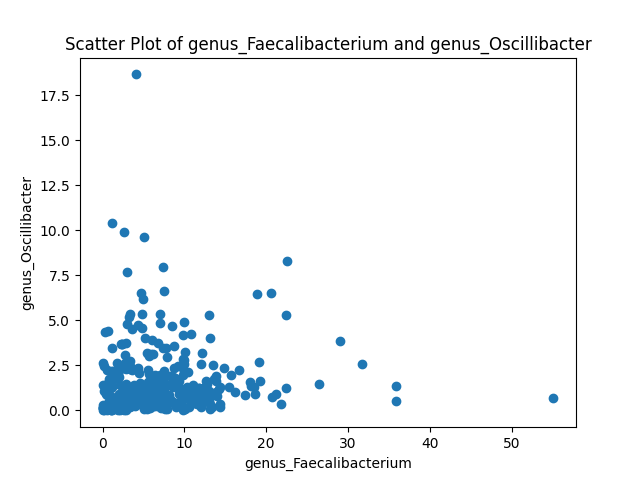 Scatter Plot of genus_Faecalibacterium and genus_Oscillibacter
genus_Oscillibacter
17.5
15.0
12.5
10.0
7.5
5.0
2.5
0.0
0 10 20 30 40 50
genus_Faecalibacterium